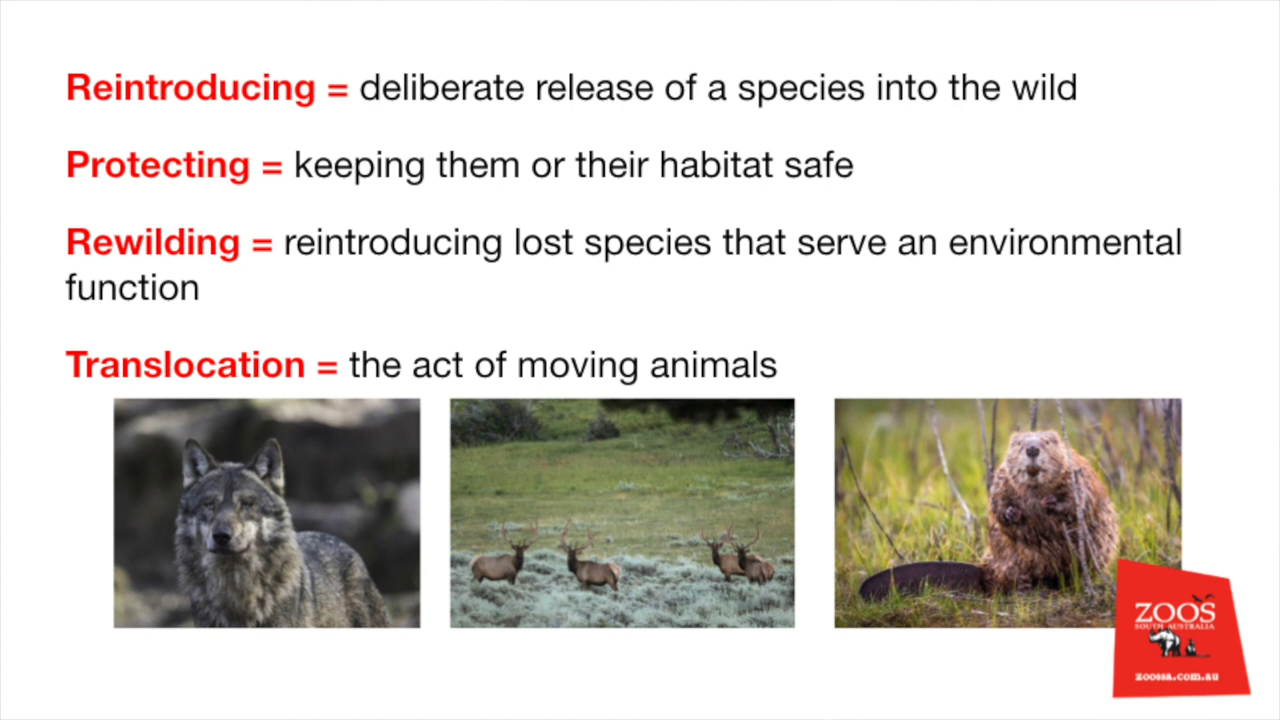 Reintroducing = deliberate release of a species into the wild
Protecting = keeping them or their habitat safe
Rewilding = reintroducing lost species that serve an environmental
function
Translocation = the act of moving animals
ZOOS
SOUTH AUSTRALIA
zoossa.com.au